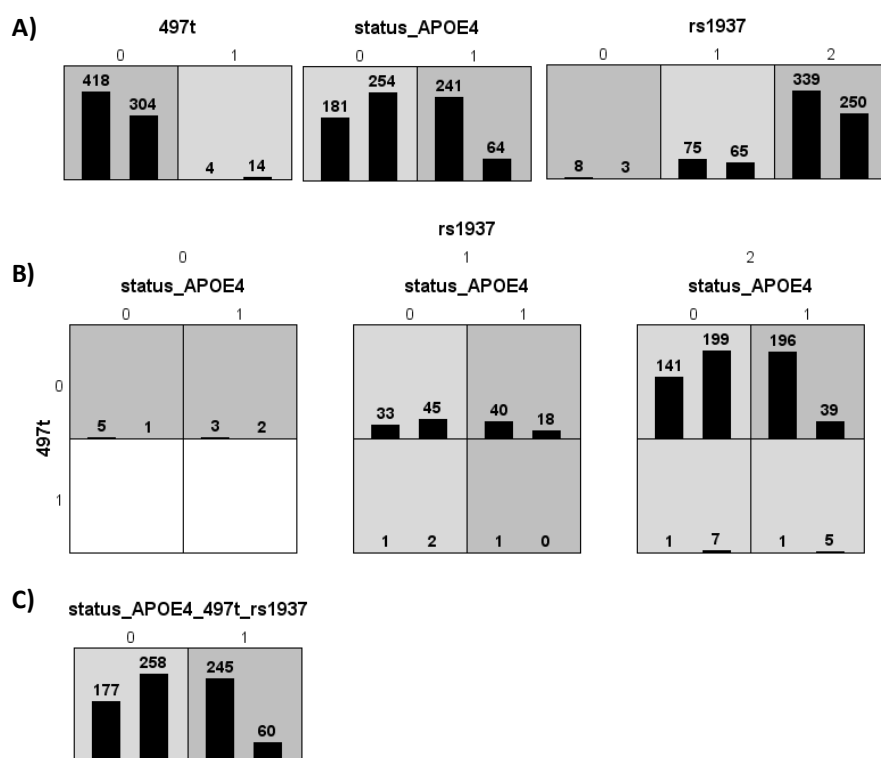 A)
497t status_APOE4 rs1937
0 1 0 1 0 1 2
418 304 4 14 181 254 241 64 8 3 75 65 339 250
B)
rs1937
0 1 2
status_APOE4 status_APOE4 status_APOE4
0 1 0 1 0 1
497t
0
5 1 3 2 33 45 40 18 141 199 196 39
1
1 2 1 0 1 7 1 5
C)
status_APOE4_497t_rs1937
0 1
177 258 245 60